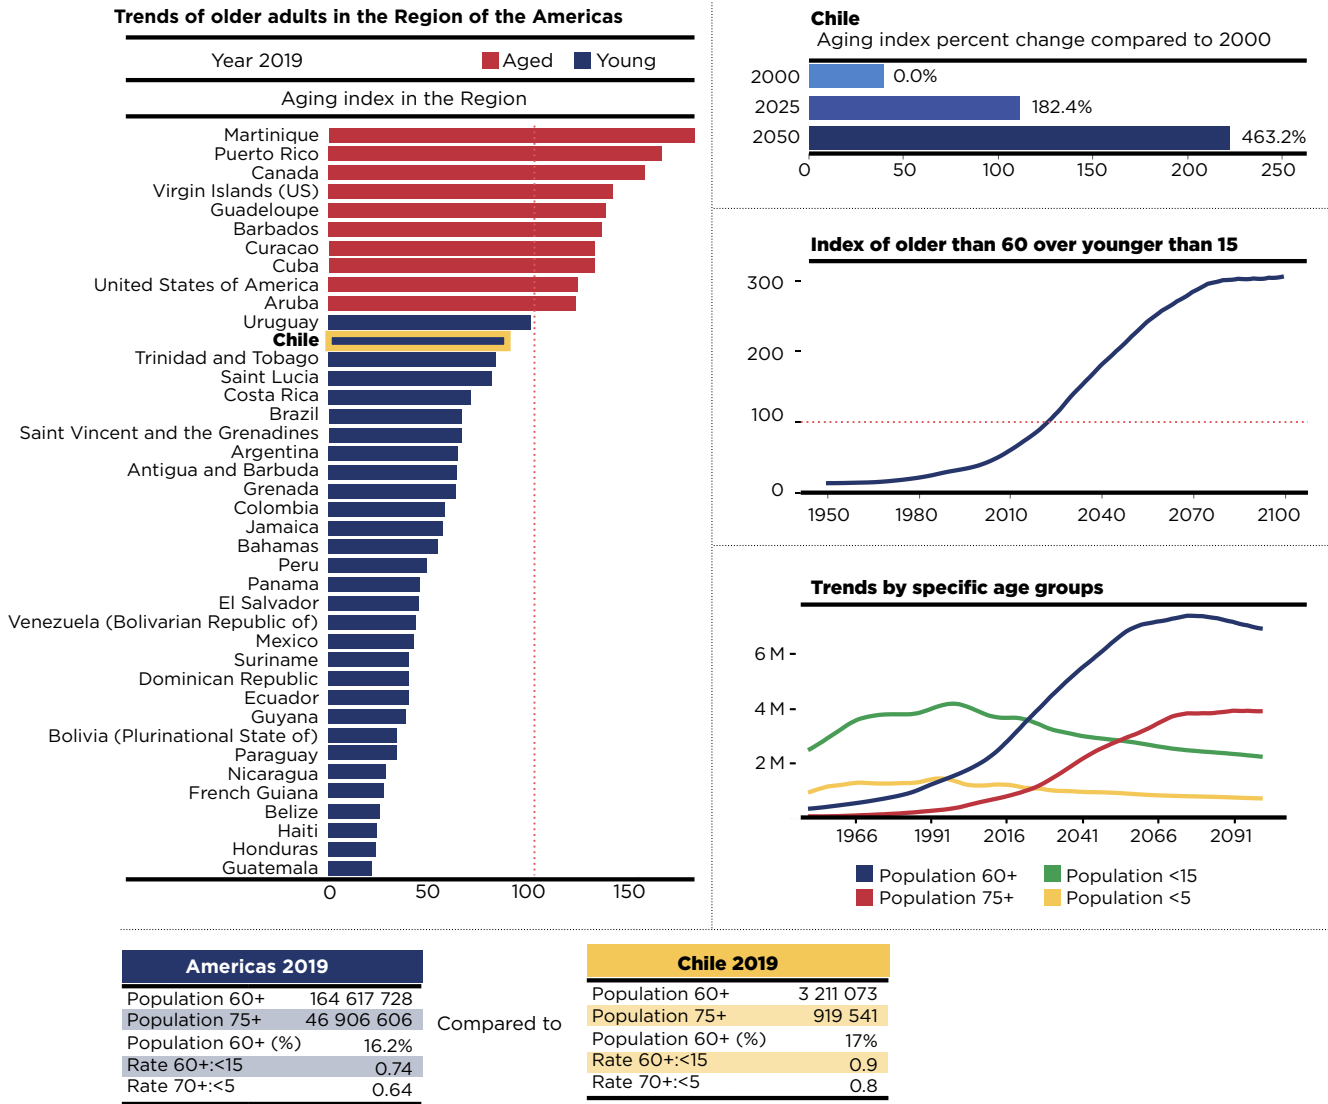 Trends of older adults in the Region of the Americas
Year 2019
Aged
Young
Aging index in the Region
Martinique
Puerto Rico
Canada
Virgin Islands (US)
Guadeloupe
Barbados
Curacao
Cuba
United States of America
Aruba
Uruguay
Chile
Trinidad and Tobago
Saint Lucia
Costa Rica
Brazil
Saint Vincent and the Grenadines
Argentina
Antigua and Barbuda
Grenada
Colombia
Jamaica
Bahamas
Peru
Panama
El Salvador
Venezuela (Bolivarian Republic of)
Mexico
Suriname
Dominican Republic
Ecuador
Guyana
Bolivia (Plurinational State of)
Paraguay
Nicaragua
French Guiana
Belize
Haiti
Honduras
Guatemala
0 50 100 150
Chile
Aging index percent change compared to 2000
2000 0.0%
2025 182.4%
2050 463.2%
0 50 100 150 200 250
Index of older than 60 over younger than 15
300
200
100
0
1950 1980 2010 2040 2070 2100
Trends by specific age groups
6 M
4 M
2 M
1966 1991 2016 2041 2066 2091
Population 60+ Population <15
Population 75+ Population <5
Americas 2019
Population 60+ 164 617 728
Population 75+ 46 906 606
Population 60+ (%) 16.2%
Rate 60+:<15 0.74
Rate 70+:<5 0.64
Compared to
Chile 2019
Population 60+ 3 211 073
Population 75+ 919 541
Population 60+ (%) 17%
Rate 60+:<15 0.9
Rate 70+:<5 0.8